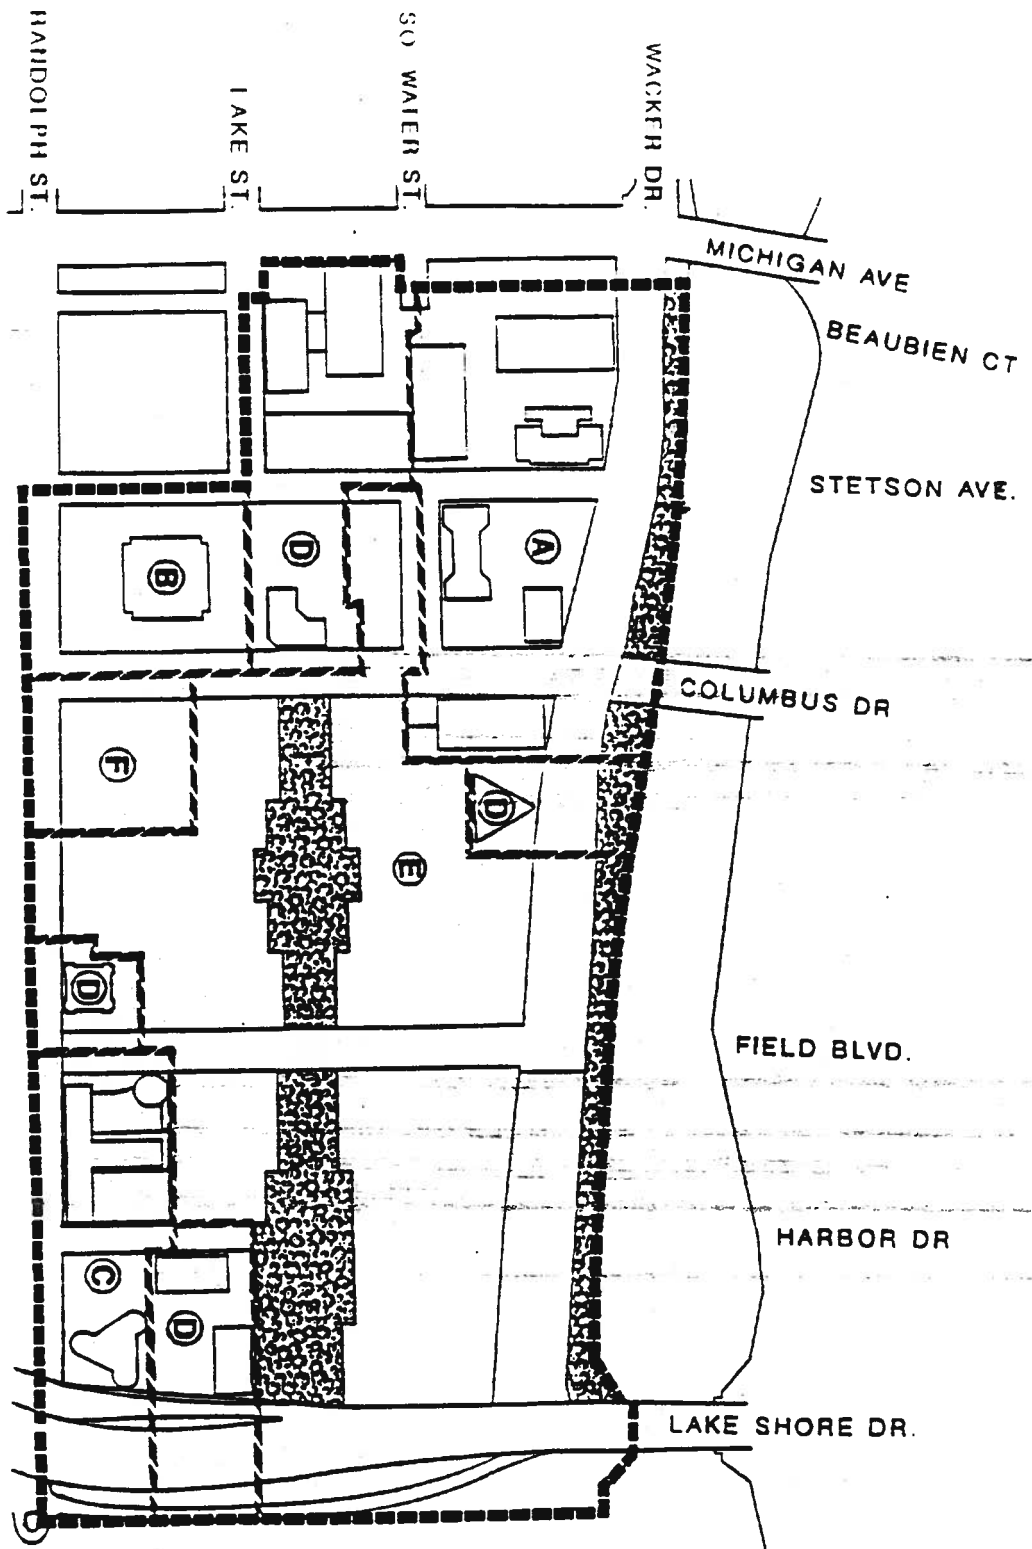 RANDOLPH ST.
LAKE ST.
SO WATER ST.
WACKER DR.
MICHIGAN AVE
BEAUBIEN CT
STETSON AVE.
A
D
B
COLUMBUS DR
F
D
E
D
FIELD BLVD.
HARBOR DR
C
D
LAKE SHORE DR.